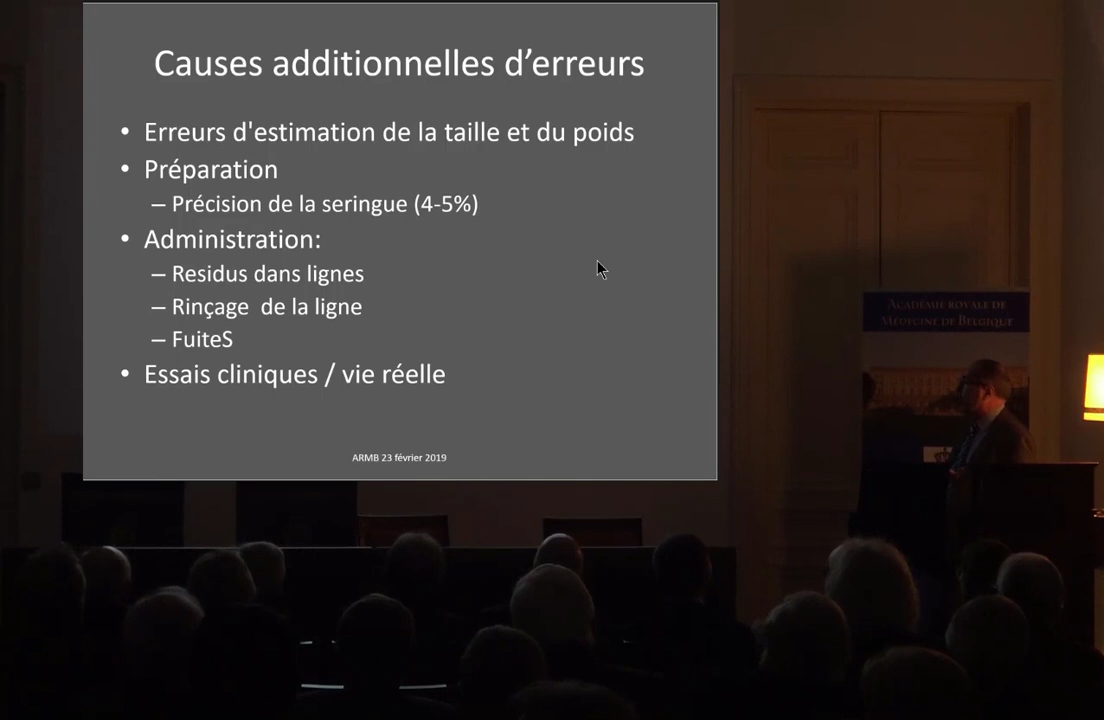 Causes additionnelles d’erreurs
• Erreurs d'estimation de la taille et du poids
• Préparation
– Précision de la seringue (4-5%)
• Administration:
– Residus dans lignes
– Rinçage  de la ligne
– FuiteS
• Essais cliniques / vie réelle
ARMB 23 février 2019
Académie royale de
Médecine de Belgique